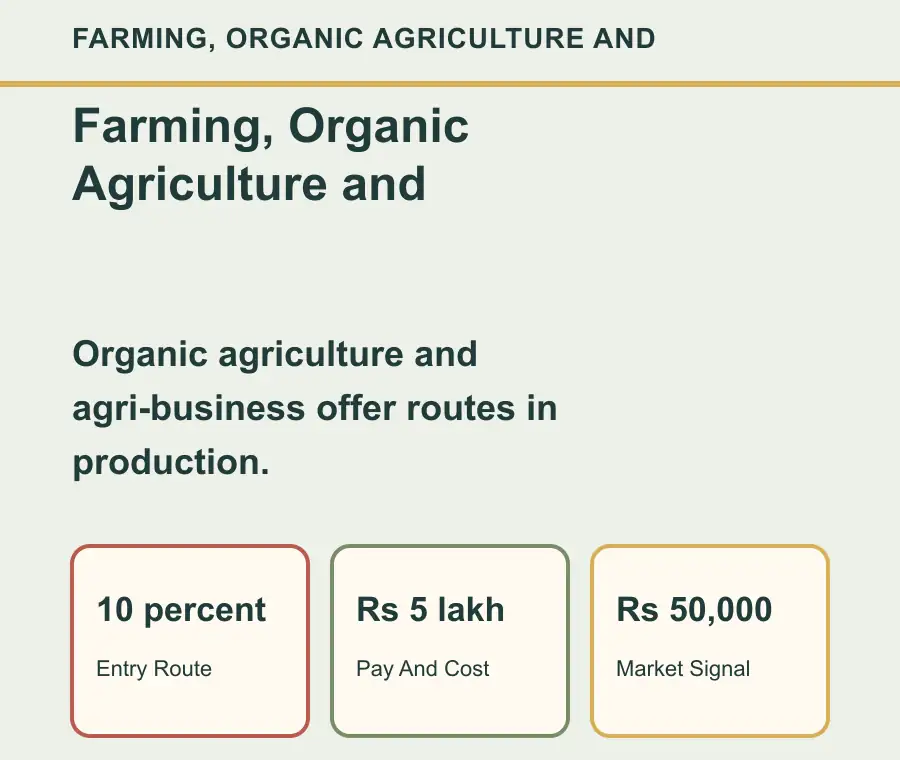 FARMING, ORGANIC AGRICULTURE AND
Farming, Organic
Agriculture and
Organic agriculture and
agri-business offer routes in
production.
10 percent
Entry Route
Rs 5 lakh
Pay And Cost
Rs 50,000
Market Signal